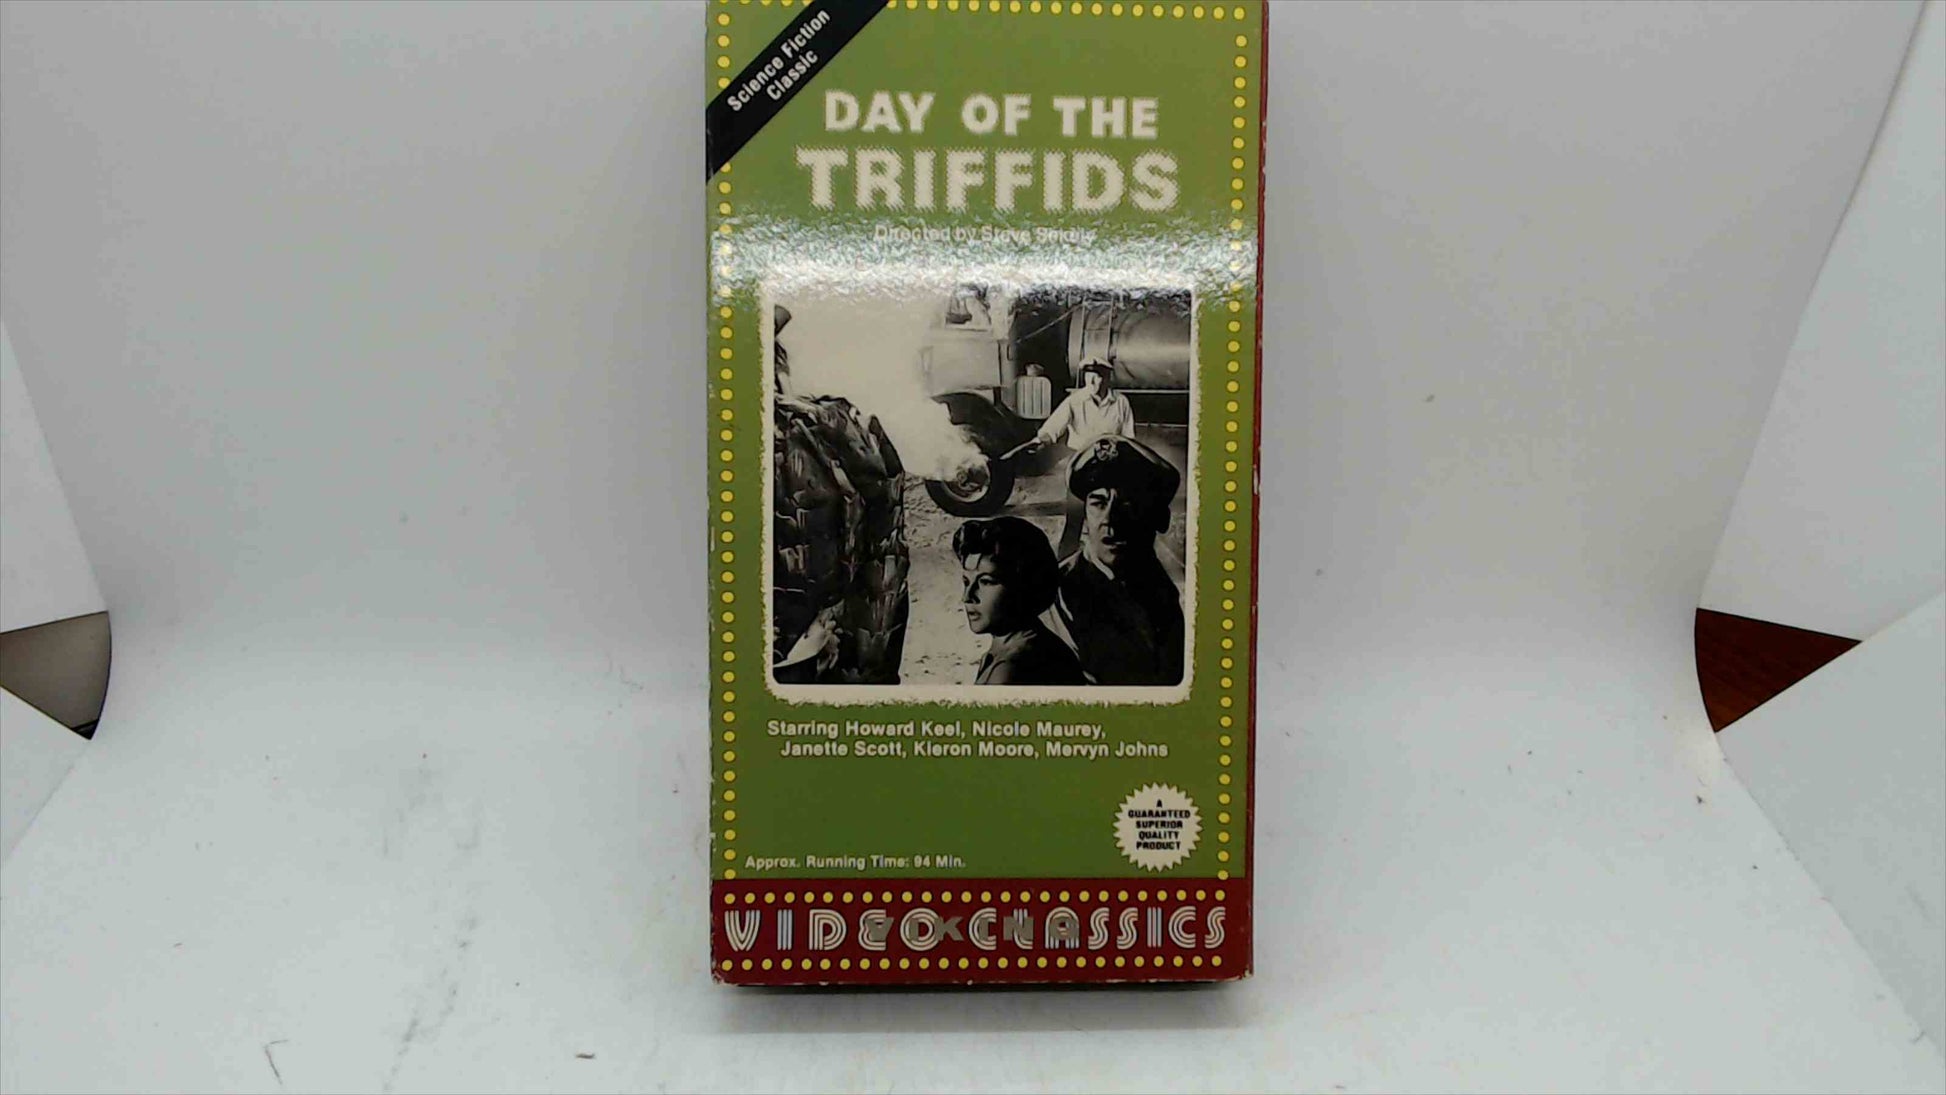 Science Fiction
Classic
DAY OF THE
TRIFFIDS
Directed by Steve Sekely
Starring Howard Keel, Nicole Maurey,
Janette Scott, Kieron Moore, Mervyn Johns
A
GUARANTEED
SUPERIOR
QUALITY
PRODUCT
Approx. Running Time: 94 Min.
VIDEO CLASSICS
VIKING